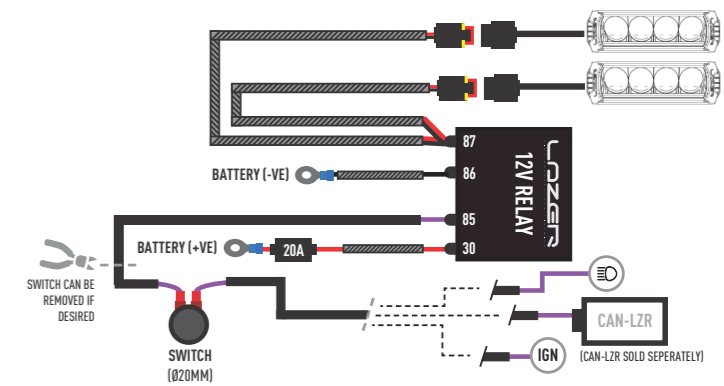 87
86
85
30
LAZER
12V RELAY
BATTERY (-VE)
BATTERY (+VE)
20A
SWITCH CAN BE
REMOVED IF
DESIRED
SWITCH
(Ø20MM)
CAN-LZR
(CAN-LZR SOLD SEPERATELY)
IGN